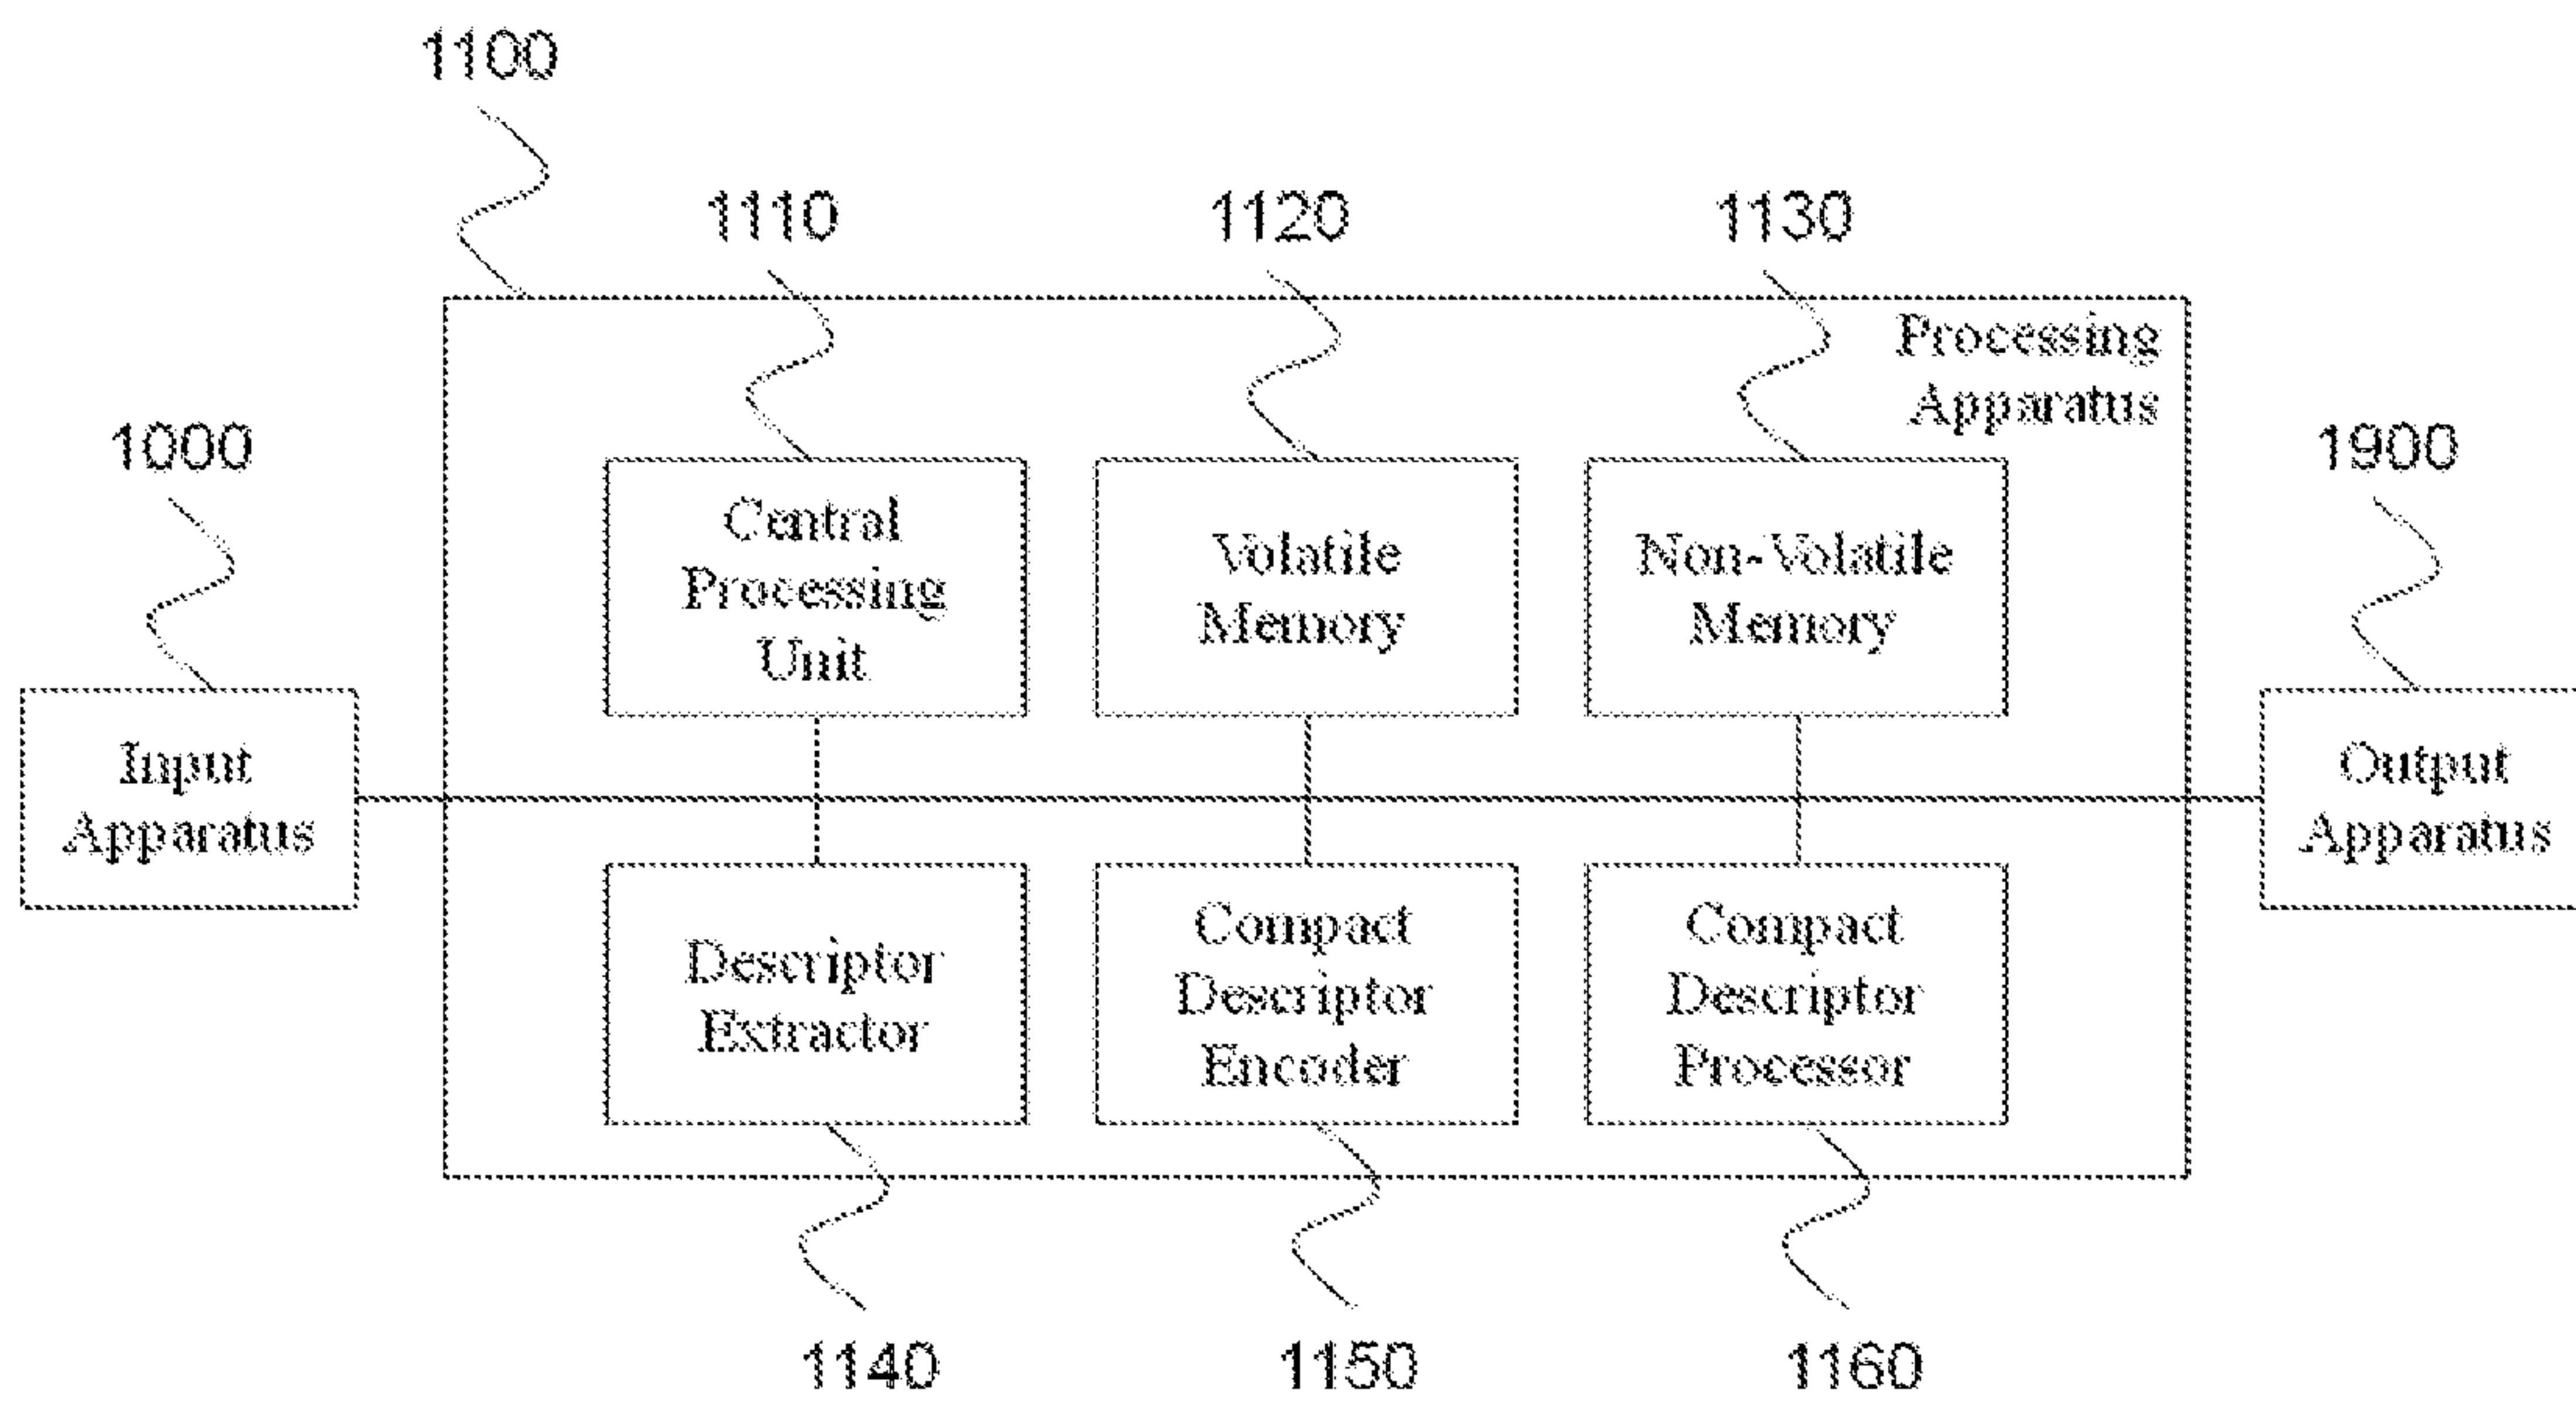 1100
1110
1120
1130
Processing
Apparatus
1000
1900
Central
Processing
Unit
Volatile
Memory
Non-Volatile
Memory
Input
Apparatus
Output
Apparatus
Descriptor
Extractor
Compact
Descriptor
Encoder
Compact
Descriptor
Processor
1140
1150
1160